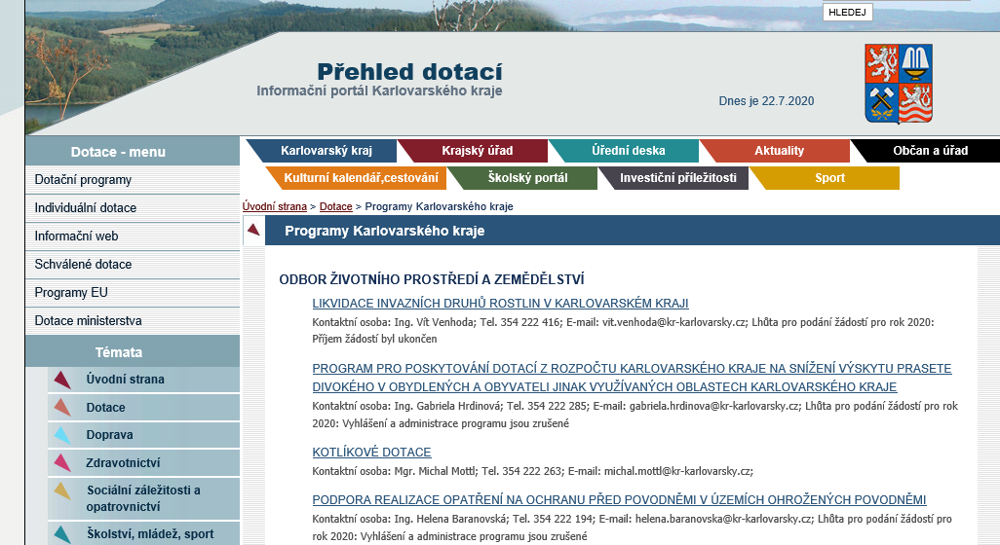 HLEDEJ
Přehled dotací
Informační portál Karlovarského kraje
Dnes je 22.7.2020
Dotace - menu
Dotační programy
Individuální dotace
Informační web
Schválené dotace
Programy EU
Dotace ministerstva
Témata
Úvodní strana
Dotace
Doprava
Zdravotnictví
Sociální záležitosti a
opatrovnictví
Školství, mládež, sport
Karlovarský kraj
Krajský úřad
Úřední deska
Aktuality
Občan a úřad
Kulturní kalendář,cestování
Školský portál
Investiční příležitosti
Sport
Úvodní strana > Dotace > Programy Karlovarského kraje
Programy Karlovarského kraje
ODBOR ŽIVOTNÍHO PROSTŘEDÍ A ZEMĚDĚLSTVÍ
LIKVIDACE INVAZNÍCH DRUHŮ ROSTLIN V KARLOVARSKÉM KRAJI
Kontaktní osoba: Ing. Vít Venhoda; Tel. 354 222 416; E-mail: vit.venhoda@kr-karlovarsky.cz; Lhůta pro podání žádostí pro rok 2020:
Příjem žádostí byl ukončen
PROGRAM PRO POSKYTOVÁNÍ DOTACÍ Z ROZPOČTU KARLOVARSKÉHO KRAJE NA SNÍŽENÍ VÝSKYTU PRASETE
DIVOKÉHO V OBYDLENÝCH A OBYVATELI JINAK VYUŽÍVANÝCH OBLASTECH KARLOVARSKÉHO KRAJE
Kontaktní osoba: Ing. Gabriela Hrdinová; Tel. 354 222 285; E-mail: gabriela.hrdinova@kr-karlovarsky.cz; Lhůta pro podání žádostí pro rok
2020: Vyhlášení a administrace programu jsou zrušené
KOTLÍKOVÉ DOTACE
Kontaktní osoba: Mgr. Michal Mottl; Tel. 354 222 263; E-mail: michal.mottl@kr-karlovarsky.cz;
PODPORA REALIZACE OPATŘENÍ NA OCHRANU PŘED POVODNĚMI V ÚZEMÍCH OHROŽENÝCH POVODNĚMI
Kontaktní osoba: Ing. Helena Baranovská; Tel. 354 222 194; E-mail: helena.baranovska@kr-karlovarsky.cz; Lhůta pro podání žádostí pro
rok 2020: Vyhlášení a administrace programu jsou zrušené